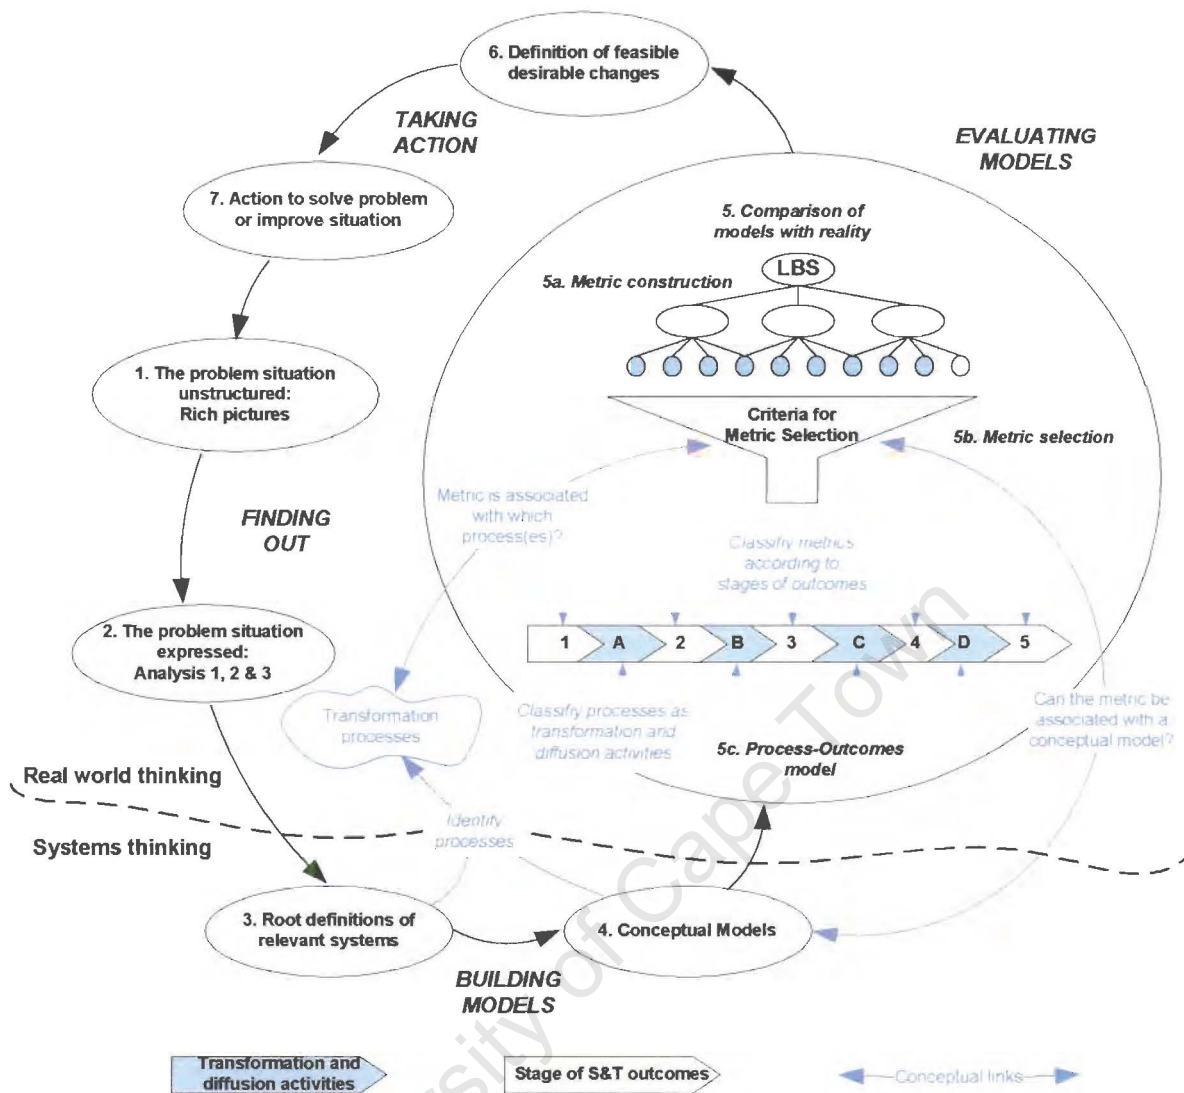 6. Definition of feasible
desirable changes
TAKING
ACTION
EVALUATING
MODELS
7. Action to solve problem
or improve situation
5. Comparison of
models with reality
LBS
5a. Metric construction
1. The problem situation
unstructured:
Rich pictures
Criteria for
Metric Selection
5b. Metric selection
Metric is associated
with which
process(es)?
FINDING
OUT
Classifiy metrics
according to
stages of outcomes
1 A 2 B 3 C 4 D 5
2. The problem situation
expressed:
Analysis 1, 2 & 3
Transformation
processes
Classifiy processes as
transformation and
diffusion activities
5c. Process-Outcomes
model
Can the metric be
associated with a
conceptual model?
Real world thinking
Identify
processes
Systems thinking
3. Root definitions of
relevant systems
4. Conceptual Models
BUILDING
MODELS
Transformation and
diffusion activities
Stage of S&T outcomes
Conceptual links
ersity of Cape Town